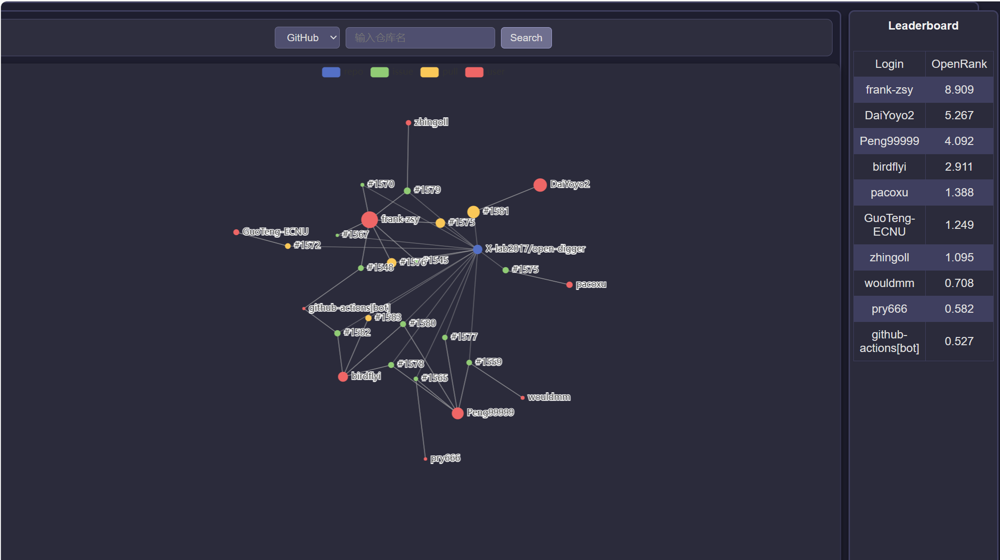 GitHub
输入仓库名
Search
repo
issue
pull
user
zhingoll
#1570
#1579
DaiYoyo2
#1581
frank-zsy
#1575
GuoTeng-ECNU
#1567
#1572
X-lab2017/open-digger
#1576
#1545
#1548
#1575
pacoxu
github-actions[bot]
#1583
#1580
#1582
#1577
#1578
#1559
birdflyi
#1565
wouldmm
Peng99999
pry666
Leaderboard
Login OpenRank
frank-zsy 8.909
DaiYoyo2 5.267
Peng99999 4.092
birdflyi 2.911
pacoxu 1.388
GuoTeng-
ECNU 1.249
zhingoll 1.095
wouldmm 0.708
pry666 0.582
github-
actions[bot] 0.527